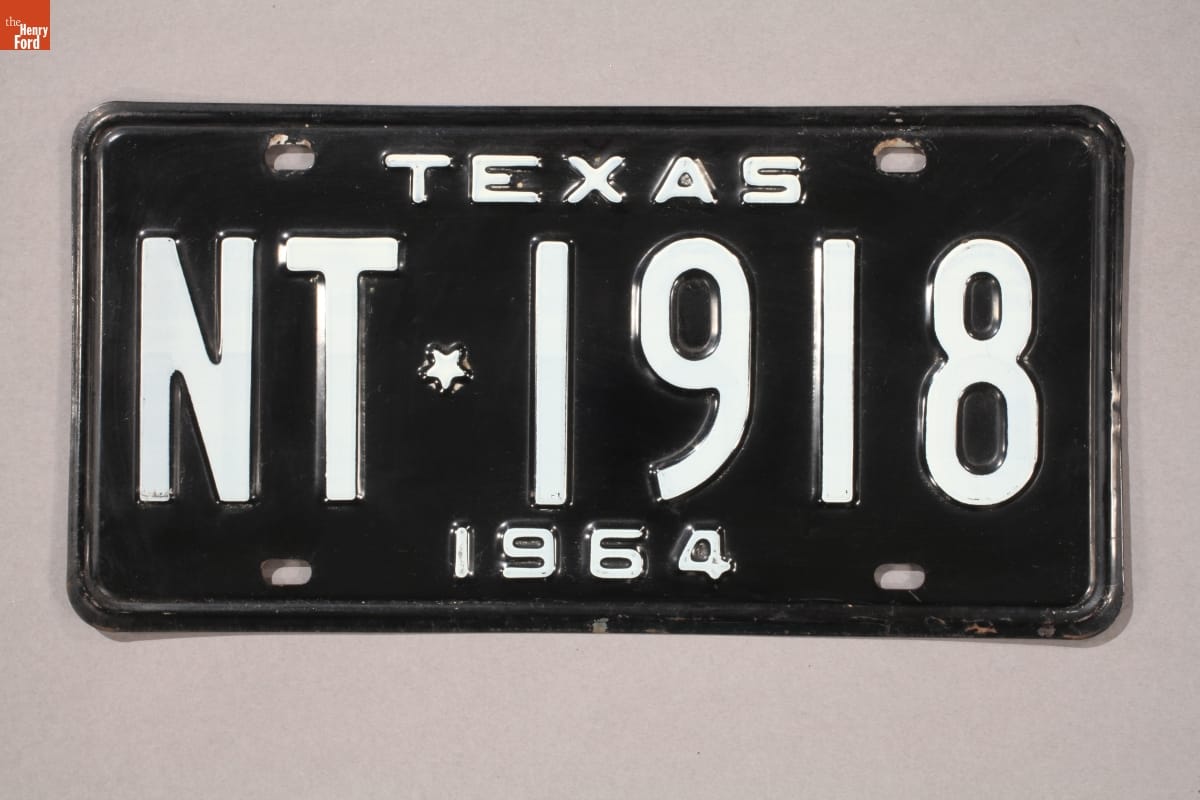 the
Henry
Ford
TEXAS
NT☆1918
1964